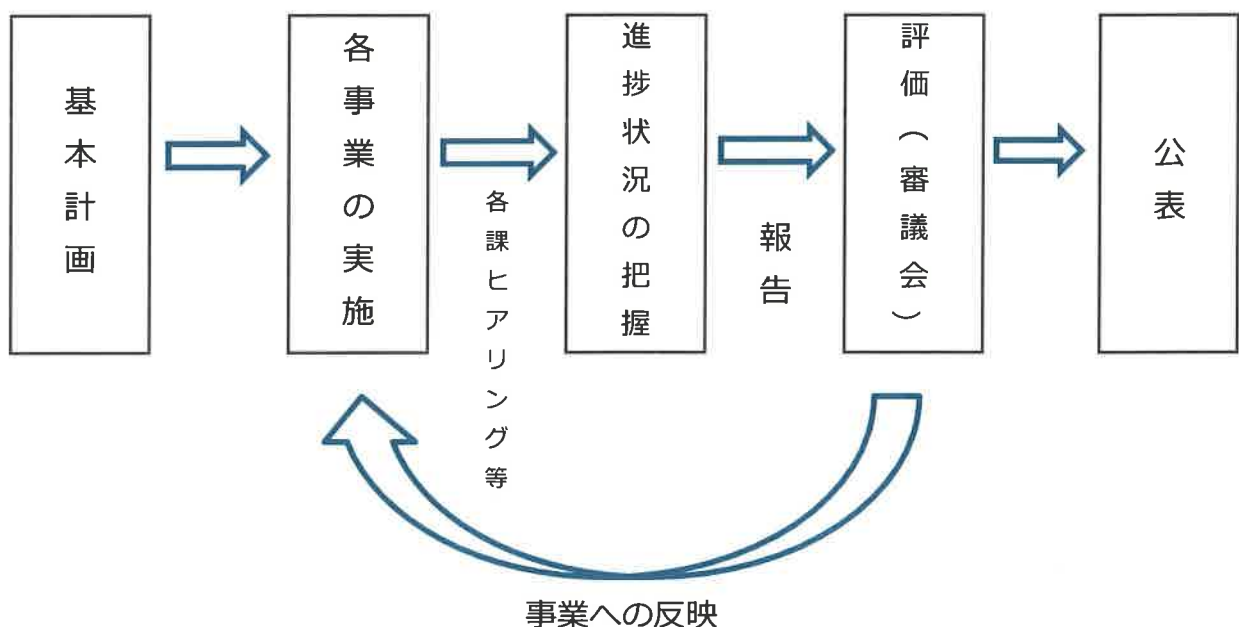 基本計画
各事業の実施
各課ヒアリング等
進捗状況の把握
報告
評価（審議会）
公表
事業への反映